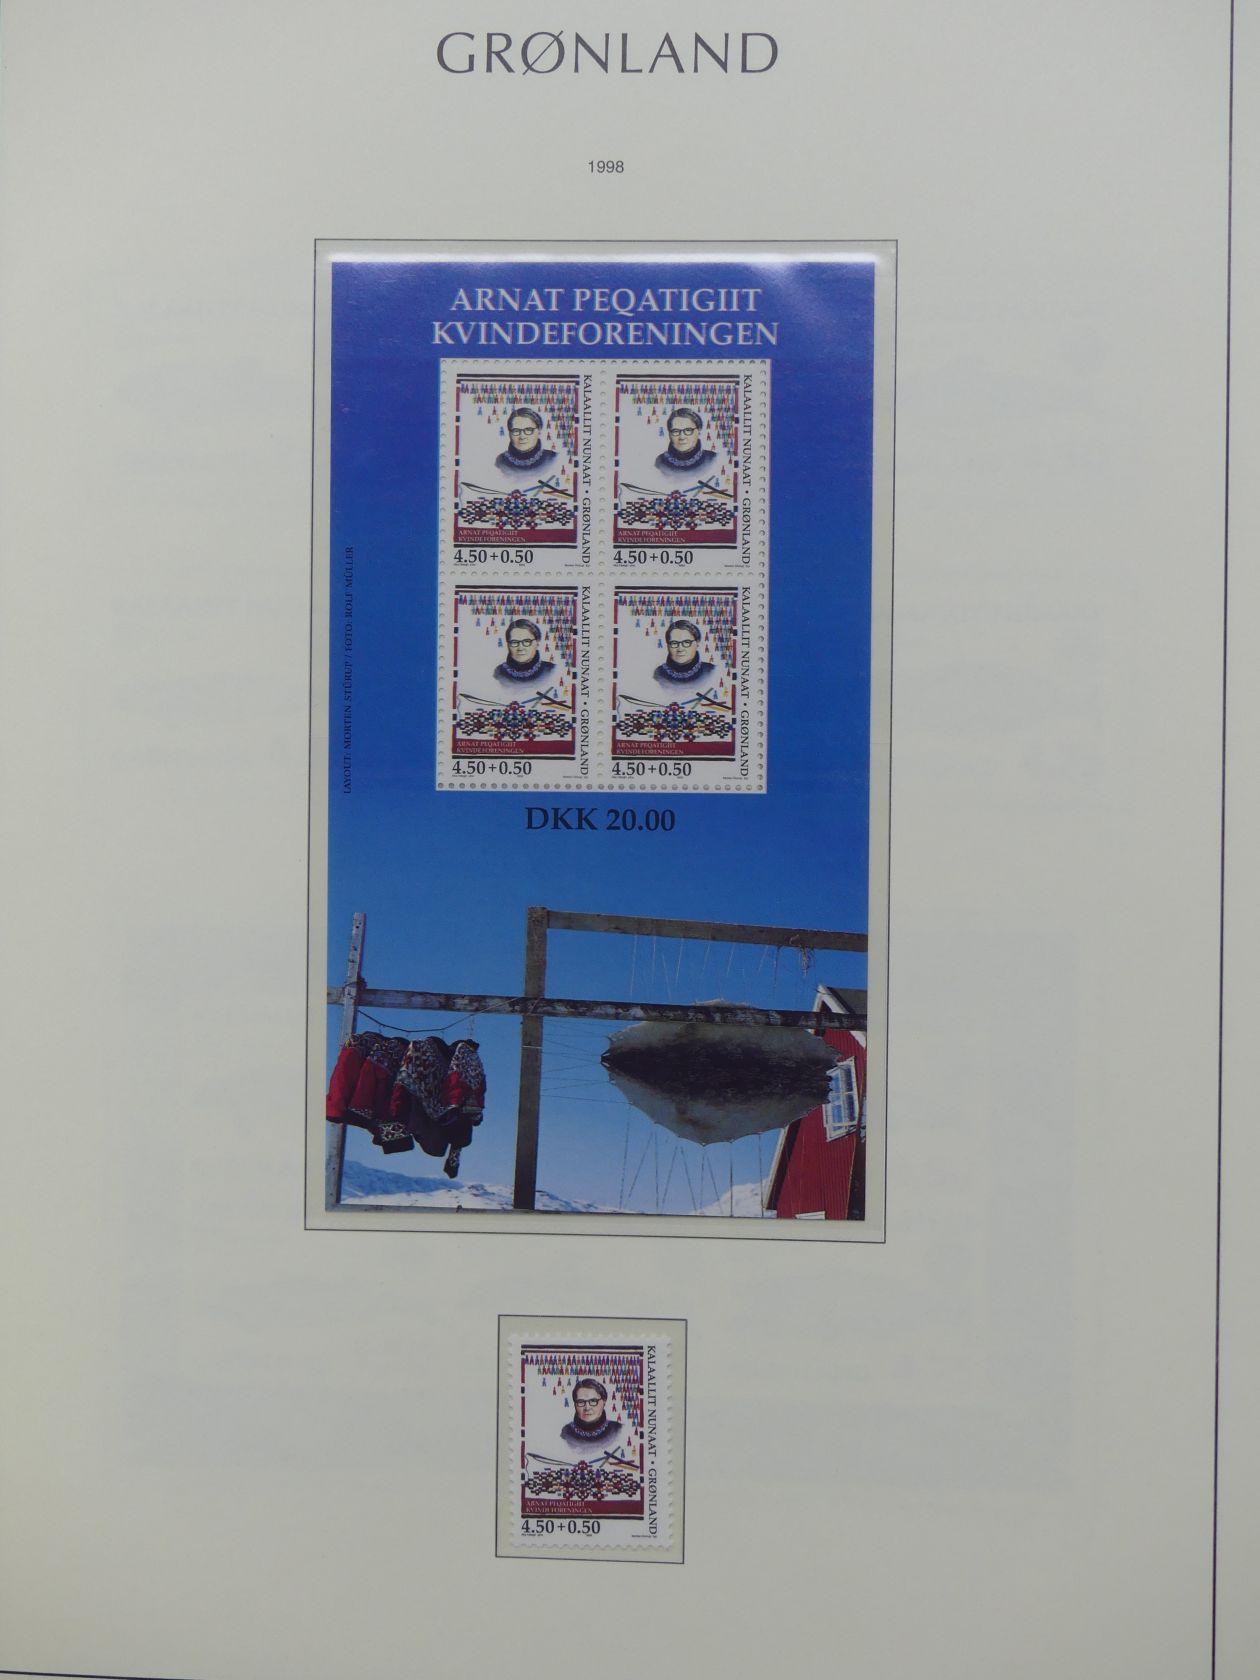 GRØNLAND
1998
ARNAT PEQATIGIIT
KVINDEFORENINGEN
KALAALLIT NUNAAT • GRØNLAND
ARNAT PEQATIGIIT
KVINDEFORENINGEN
4.50+0.50
KALAALLIT NUNAAT • GRØNLAND
ARNAT PEQATIGIIT
KVINDEFORENINGEN
4.50+0.50
KALAALLIT NUNAAT • GRØNLAND
ARNAT PEQATIGIIT
KVINDEFORENINGEN
4.50+0.50
KALAALLIT NUNAAT • GRØNLAND
ARNAT PEQATIGIIT
KVINDEFORENINGEN
4.50+0.50
LAYOUT: MORTEN STÜRUP / FOTO: ROLF MÜLLER
DKK 20.00
KALAALLIT NUNAAT • GRØNLAND
ARNAT PEQATIGIIT
KVINDEFORENINGEN
4.50+0.50